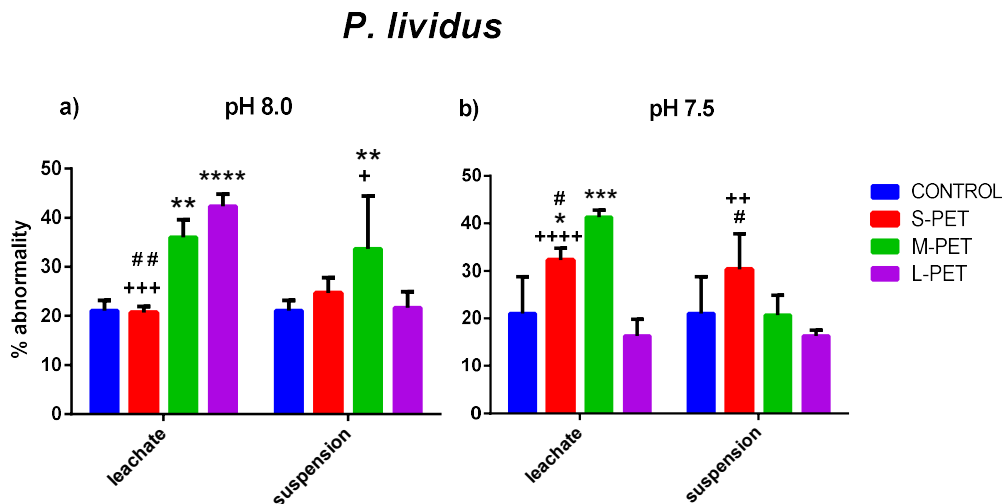 P. lividus
a) pH 8.0
% abnormality
50
40
30
20
10
0
## 
+++
**
****
**
+
leachate
suspension
b) pH 7.5
50
40
30
20
10
0
#
*
++++
***
++
#
leachate
suspension
CONTROL
S-PET
M-PET
L-PET